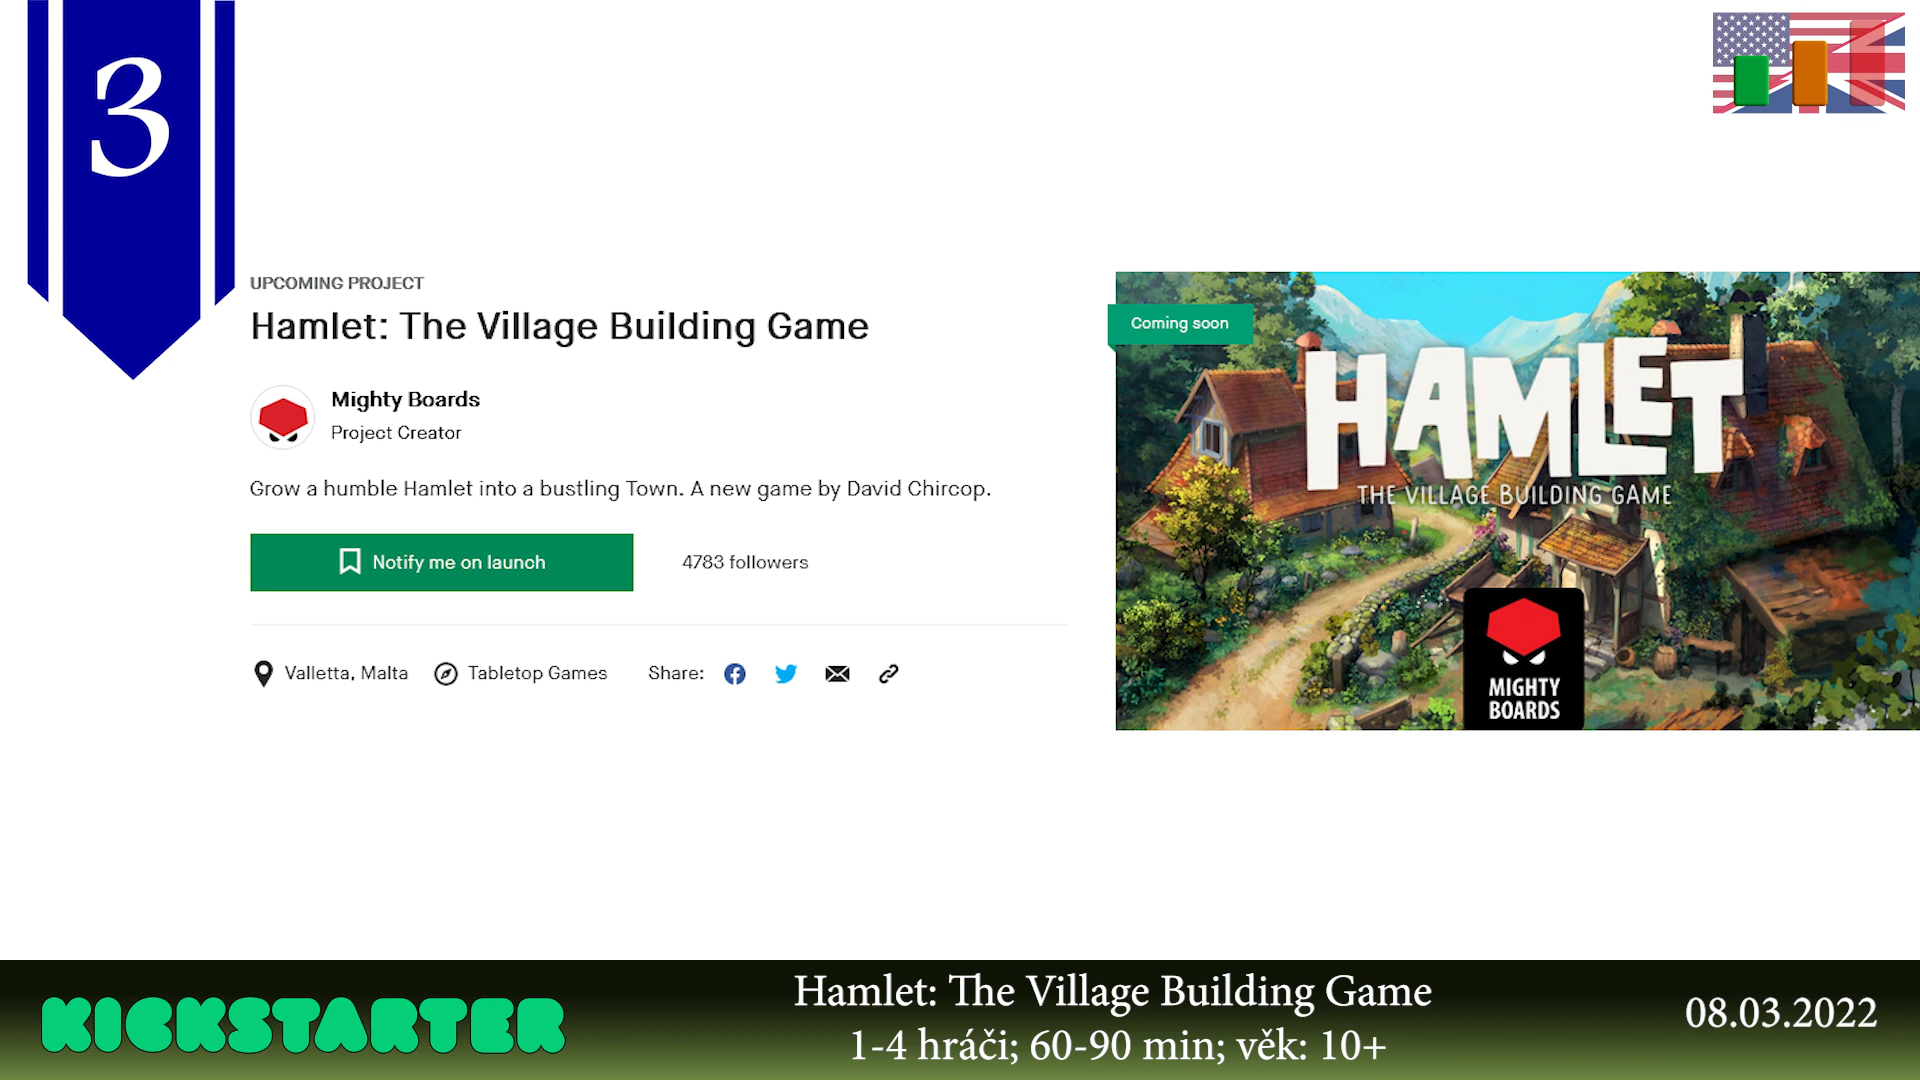 3
UPCOMING PROJECT
Hamlet: The Village Building Game
Mighty Boards
Project Creator
Grow a humble Hamlet into a bustling Town. A new game by David Chircop.
Notify me on launch
4783 followers
Valletta, Malta
Tabletop Games
Share:
Coming soon
HAMLET
THE VILLAGE BUILDING GAME
MIGHTY
BOARDS
KICKSTARTER
Hamlet: The Village Building Game
1-4 hráči; 60-90 min; věk: 10+
08.03.2022